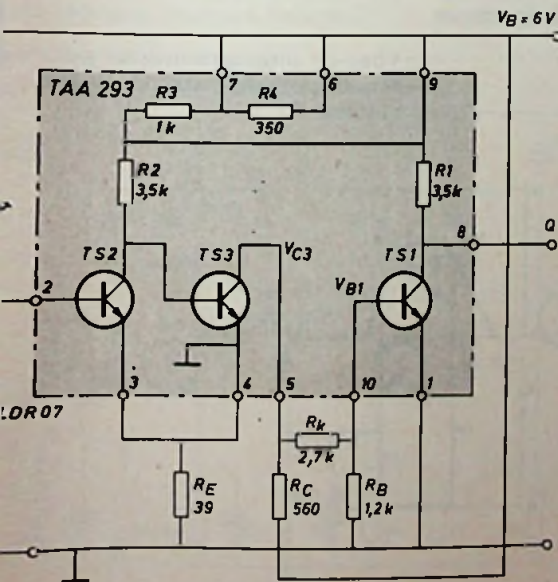 V_B = 6 V
TAA 293
7
6
9
R3
1k
R4
350
R2
3,5k
R1
3,5k
8
Q
TS2
TS3
V_C3
TS1
V_B1
2
3
4
5
10
1
LDR 07
R_k
2,7k
R_E
39
R_C
560
R_B
1,2k